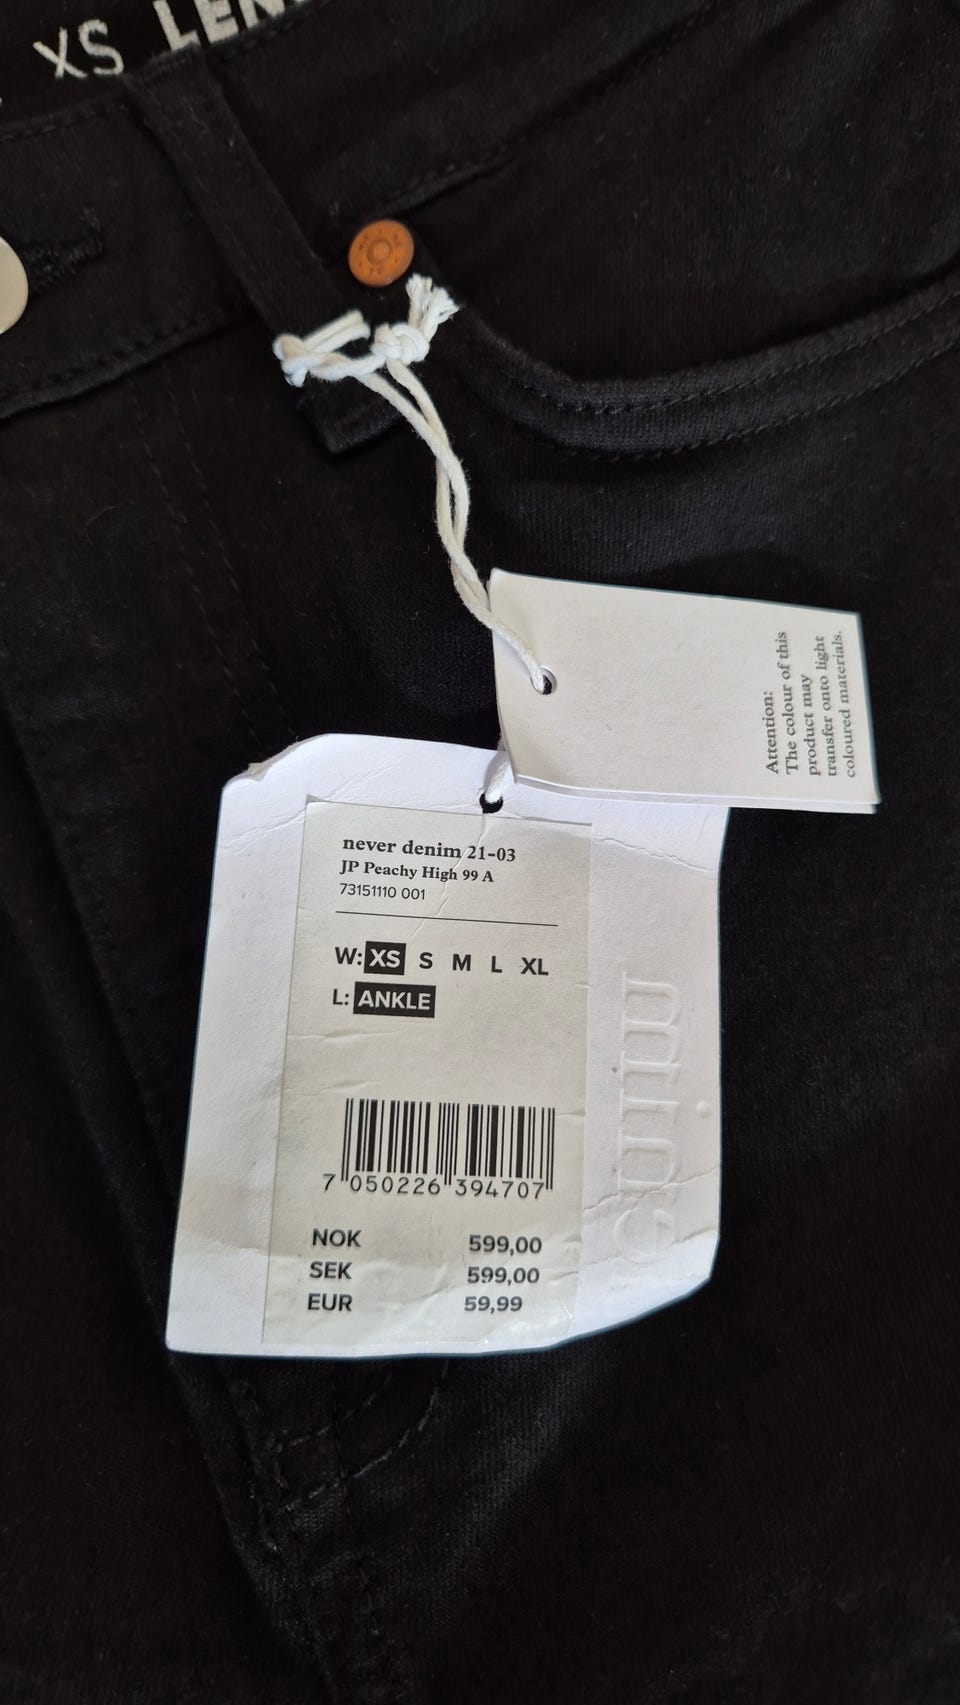 XS
Attention:
The colour of this
product may
transfer onto light
coloured materials.
never denim 21-03
JP Peachy High 99 A
73151110 001
W: XS S M L XL
L: ANKLE
7 050226 394707
NOK 599,00
SEK 599,00
EUR 59,99